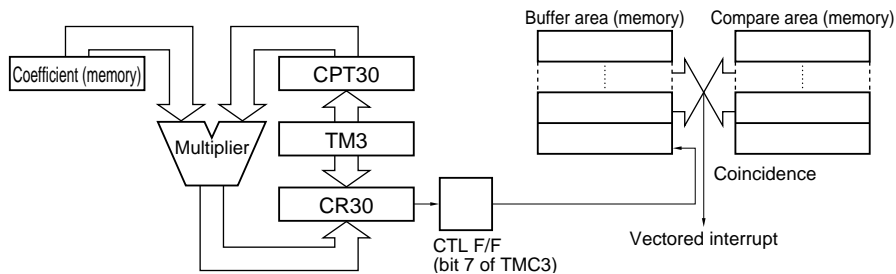 Buffer area (memory)
Compare area (memory)
Coefficient (memory)
CPT30
Multiplier
TM3
CR30
Coincidence
CTL F/F
(bit 7 of TMC3)
Vectored interrupt